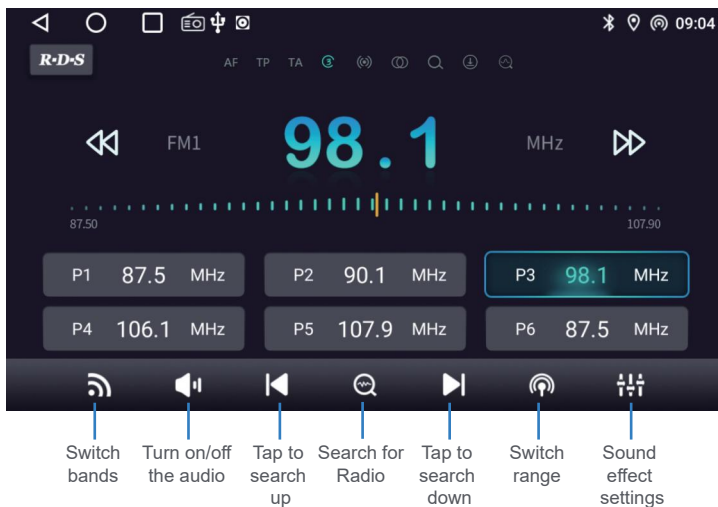 09:04
R·D·S
AF TP TA
FM1 98.1 MHz
87.50 107.90
P1 87.5 MHz P2 90.1 MHz P3 98.1 MHz
P4 106.1 MHz P5 107.9 MHz P6 87.5 MHz
Switch Turn on/off Tap to Search for Tap to Switch Sound
bands the audio search Radio search range effect
up down settings